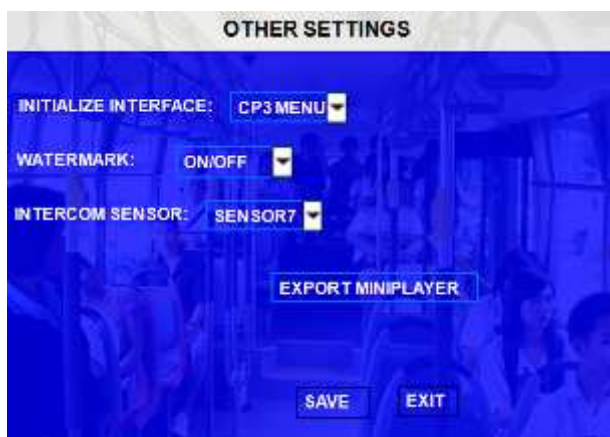 OTHER SETTINGS
INITIALIZE INTERFACE: CP3 MENU
WATERMARK: ON/OFF
INTERCOM SENSOR: SENSOR7
EXPORT MINIPLAYER
SAVE EXIT